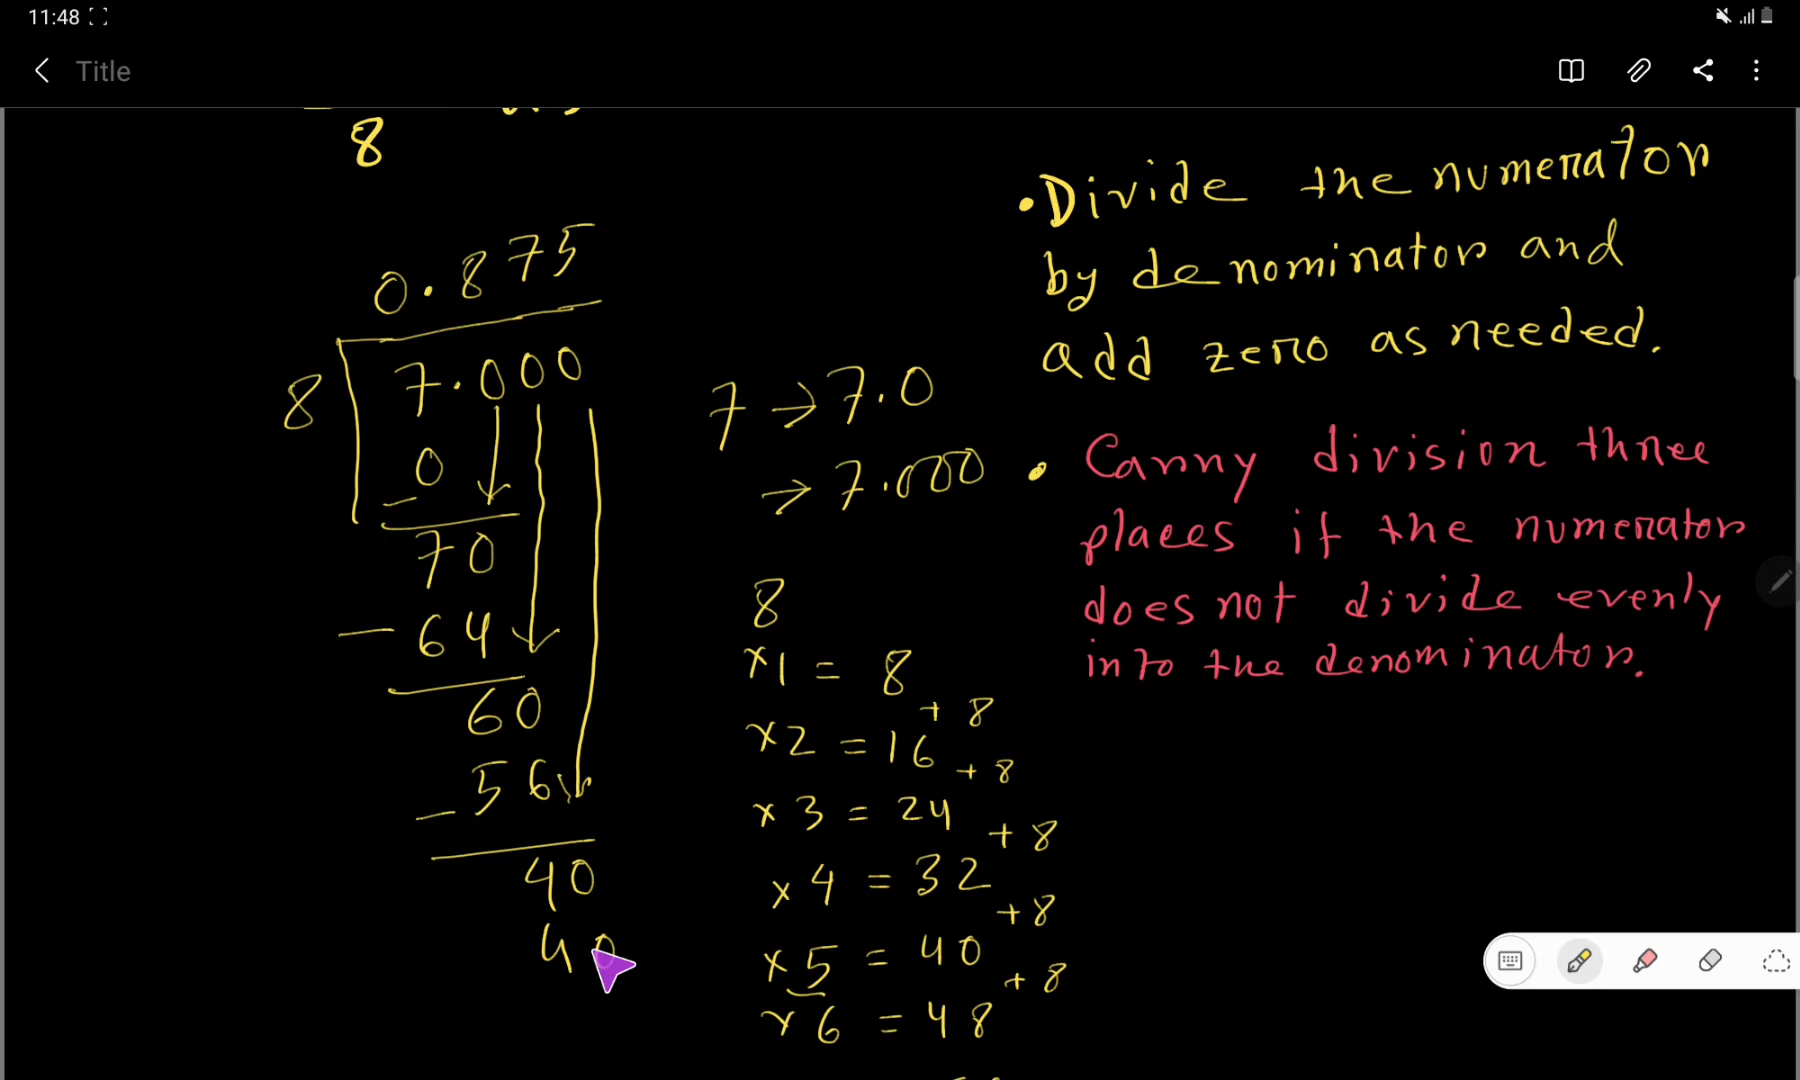 11:48
Title
8
0.875
8 7.000
0
70
- 64
60
- 56
40
40
7 → 7.0
→ 7.000
8
x1 = 8
+ 8
x2 = 16
+ 8
x3 = 24
+ 8
x4 = 32
+8
x5 = 40
+ 8
x6 = 48
• Divide the numerator
by denominator and
add zero as needed.
• Carry division three
places if the numerator
does not divide evenly
into the denominator.